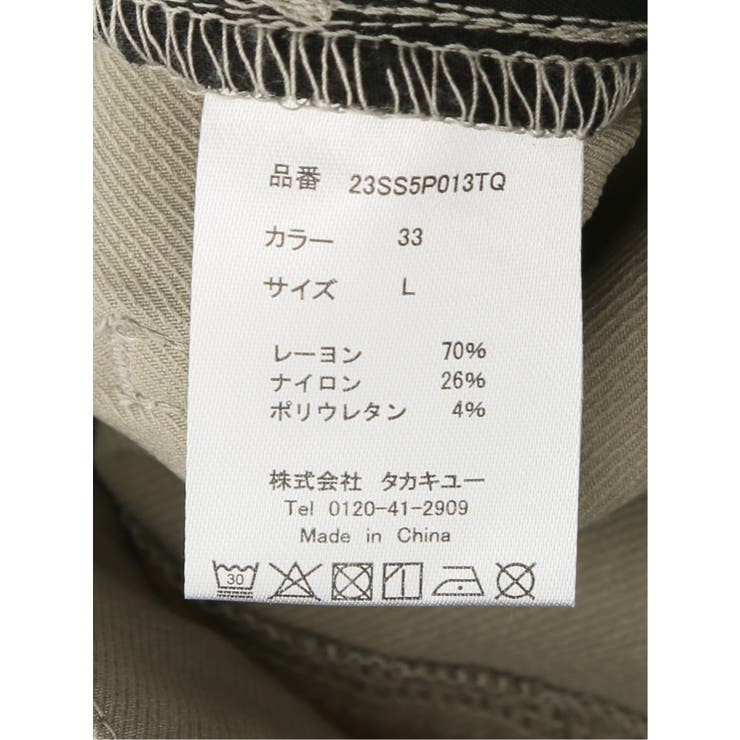 品番 23SS5P013TQ
カラー 33
サイズ L
レーヨン 70%
ナイロン 26%
ポリウレタン 4%
株式会社 タカキユー
Tel 0120-41-2909
Made in China
30